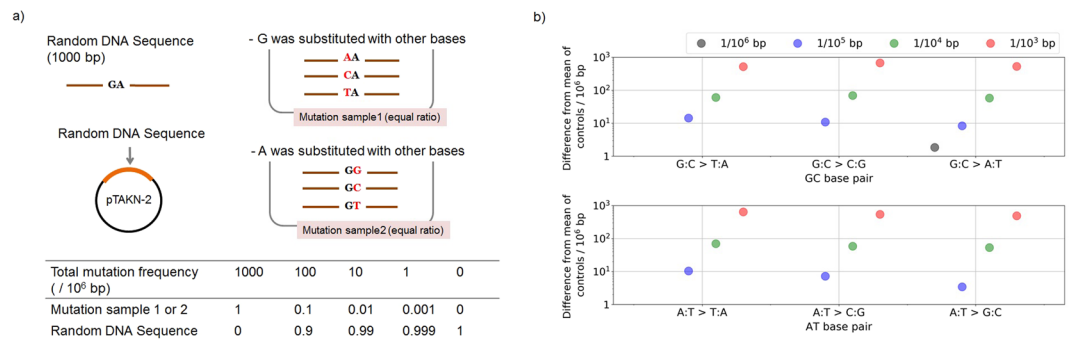 a)
Random DNA Sequence
(1000 bp)
GA
Random DNA Sequence
pTAKN-2
- G was substituted with other bases
AA
CA
TA
Mutation sample1 (equal ratio)
- A was substituted with other bases
GG
GC
GT
Mutation sample2 (equal ratio)
Total mutation frequency 1000 100 10 1 0
( / 10⁶ bp)
Mutation sample 1 or 2 1 0.1 0.01 0.001 0
Random DNA Sequence 0 0.9 0.99 0.999 1
b)
1/10⁶ bp 1/10⁵ bp 1/10⁴ bp 1/10³ bp
Difference from mean of
controls / 10⁶ bp
10³
10²
10¹
1
G:C > T:A G:C > C:G G:C > A:T
GC base pair
Difference from mean of
controls / 10⁶ bp
10³
10²
10¹
1
A:T > T:A A:T > C:G A:T > G:C
AT base pair